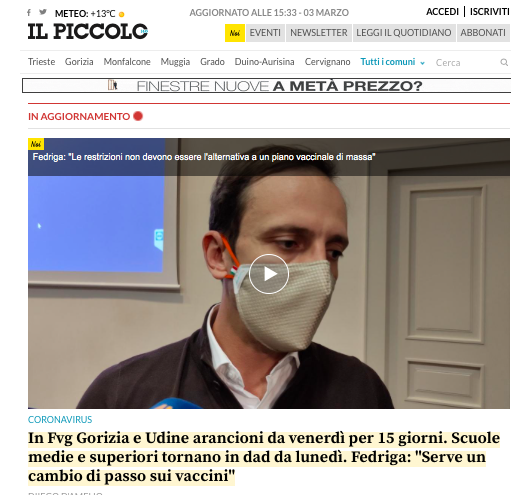 METEO: +13°C
AGGIORNATO ALLE 15:33 - 03 MARZO
ACCEDI | ISCRIVITI
IL PICCOLO
Noi EVENTI NEWSLETTER LEGGI IL QUOTIDIANO ABBONATI
Trieste Gorizia Monfalcone Muggia Grado Duino-Aurisina Cervignano Tutti i comuni Cerca
FINESTRE NUOVE A METÀ PREZZO?
IN AGGIORNAMENTO
Noi
Fedriga: "Le restrizioni non devono essere l'alternativa a un piano vaccinale di massa"
CORONAVIRUS
In Fvg Gorizia e Udine arancioni da venerdì per 15 giorni. Scuole
medie e superiori tornano in dad da lunedì. Fedriga: "Serve un
cambio di passo sui vaccini"